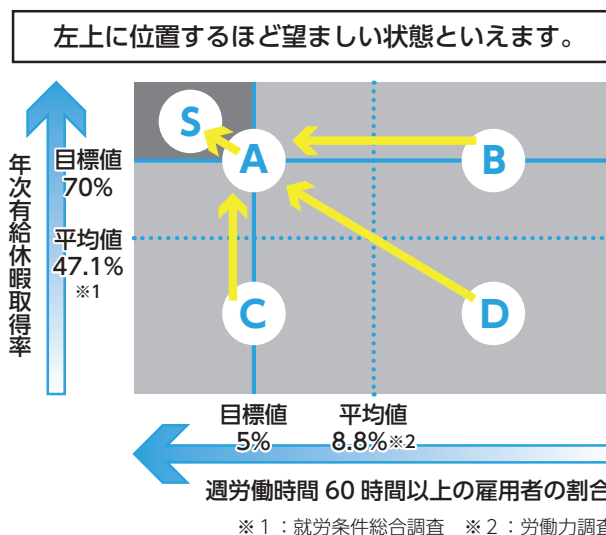 左上に位置するほど望ましい状態といえます。
S
A
B
C
D
年次有給休暇取得率
目標値
70%
平均値
47.1%
※1
目標値
5%
平均値
8.8%※2
週労働時間 60 時間以上の雇用者の割合
※1:就労条件総合調査 ※2:労働力調査